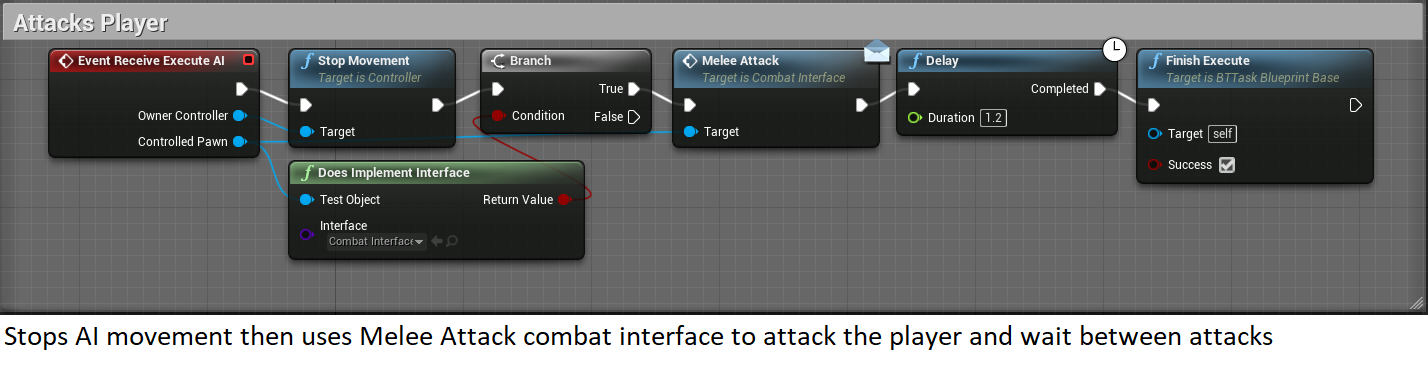 Attacks Player
Event Receive Execute AI
Owner Controller
Controlled Pawn
Stop Movement
Target is Controller
Target
Branch
True
Condition
False
Melee Attack
Target is Combat Interface
Target
Delay
Completed
Duration 1.2
Finish Execute
Target is BTTask Blueprint Base
Target self
Success
Does Implement Interface
Test Object
Return Value
Interface
Combat Interface
Stops AI movement then uses Melee Attack combat interface to attack the player and wait between attacks